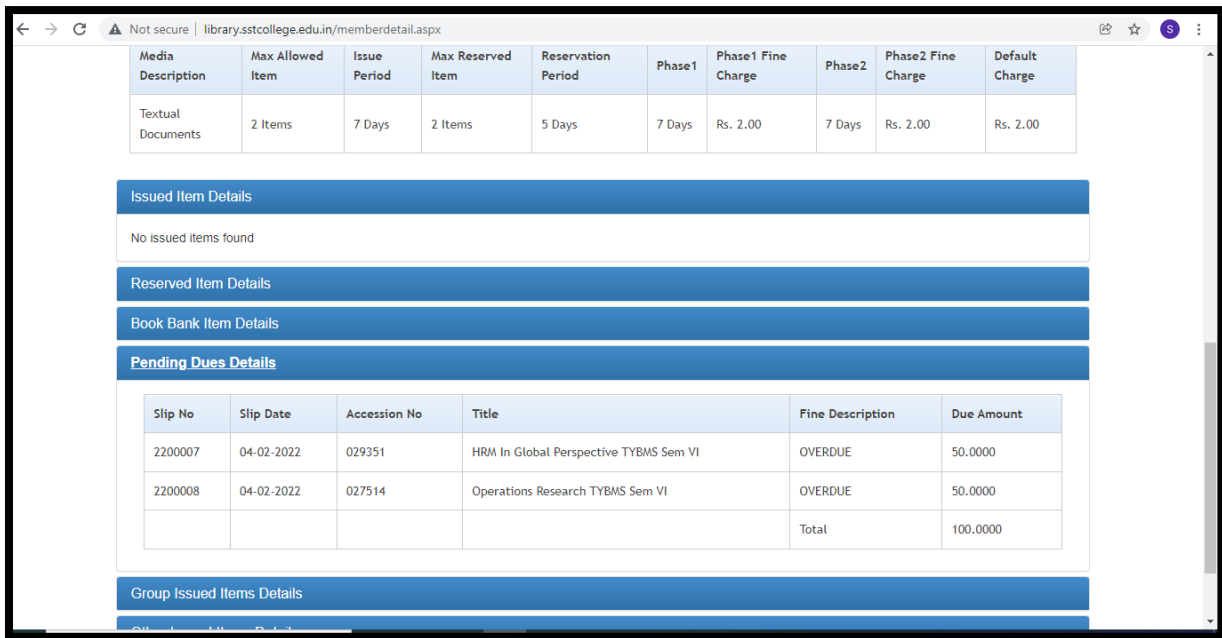 Not secure | library.sstcollege.edu.in/memberdetail.aspx
S
Media Description Max Allowed Item Issue Period Max Reserved Item Reservation Period Phase1 Phase1 Fine Charge Phase2 Phase2 Fine Charge Default Charge
Textual Documents 2 Items 7 Days 2 Items 5 Days 7 Days Rs. 2.00 7 Days Rs. 2.00 Rs. 2.00
Issued Item Details
No issued items found
Reserved Item Details
Book Bank Item Details
Pending Dues Details
Slip No Slip Date Accession No Title Fine Description Due Amount
2200007 04-02-2022 029351 HRM In Global Perspective TYBMS Sem VI OVERDUE 50.0000
2200008 04-02-2022 027514 Operations Research TYBMS Sem VI OVERDUE 50.0000
Total 100.0000
Group Issued Items Details